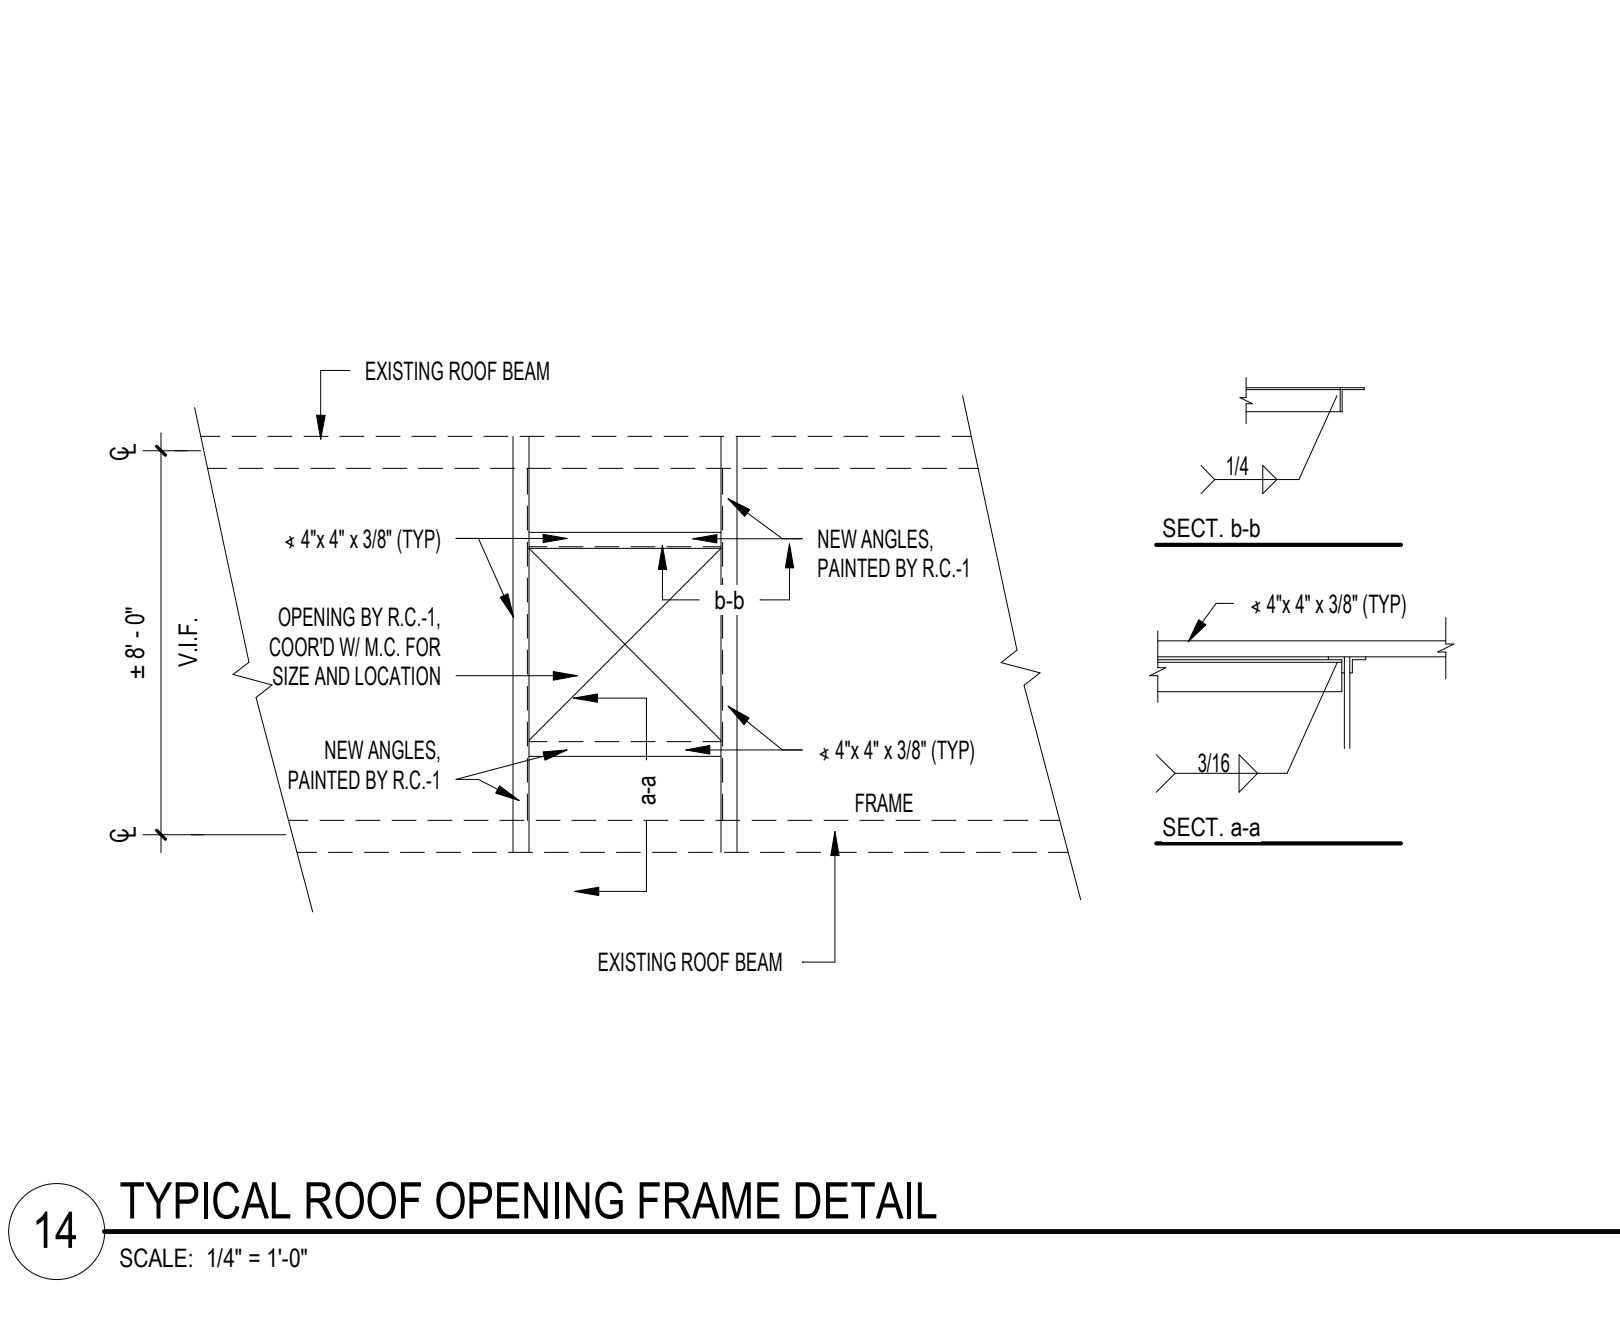 EXISTING ROOF BEAM
℄
∢ 4"x 4" x 3/8" (TYP)
NEW ANGLES,
PAINTED BY R.C.-1
b-b
± 8' - 0"
V.I.F.
OPENING BY R.C.-1,
COOR'D W/ M.C. FOR
SIZE AND LOCATION
NEW ANGLES,
PAINTED BY R.C.-1
∢ 4"x 4" x 3/8" (TYP)
a-a
FRAME
℄
EXISTING ROOF BEAM
1/4
SECT. b-b
∢ 4"x 4" x 3/8" (TYP)
3/16
SECT. a-a
14
TYPICAL ROOF OPENING FRAME DETAIL
SCALE: 1/4" = 1'-0"